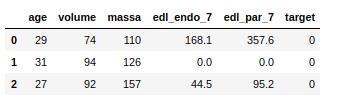 age volume massa edl_endo_7 edl_par_7 target
0 29 74 110 168.1 357.6 0
1 31 94 126 0.0 0.0 0
2 27 92 157 44.5 95.2 0